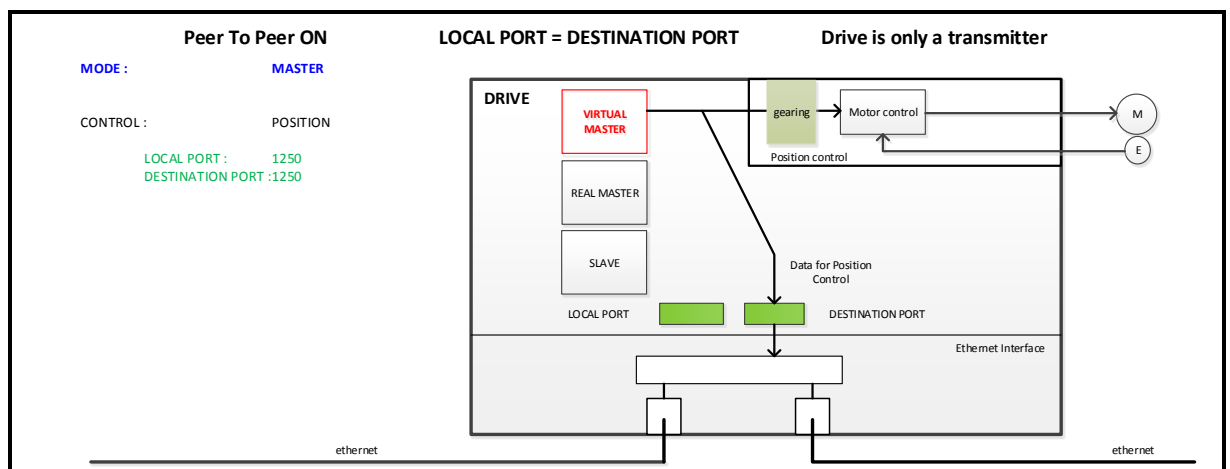 Peer To Peer ON LOCAL PORT = DESTINATION PORT Drive is only a transmitter
MODE : MASTER
CONTROL : POSITION
LOCAL PORT : 1250
DESTINATION PORT :1250
DRIVE
VIRTUAL
MASTER
gearing
Motor control
M
E
Position control
REAL MASTER
SLAVE
Data for Position
Control
LOCAL PORT
DESTINATION PORT
Ethernet Interface
ethernet
ethernet